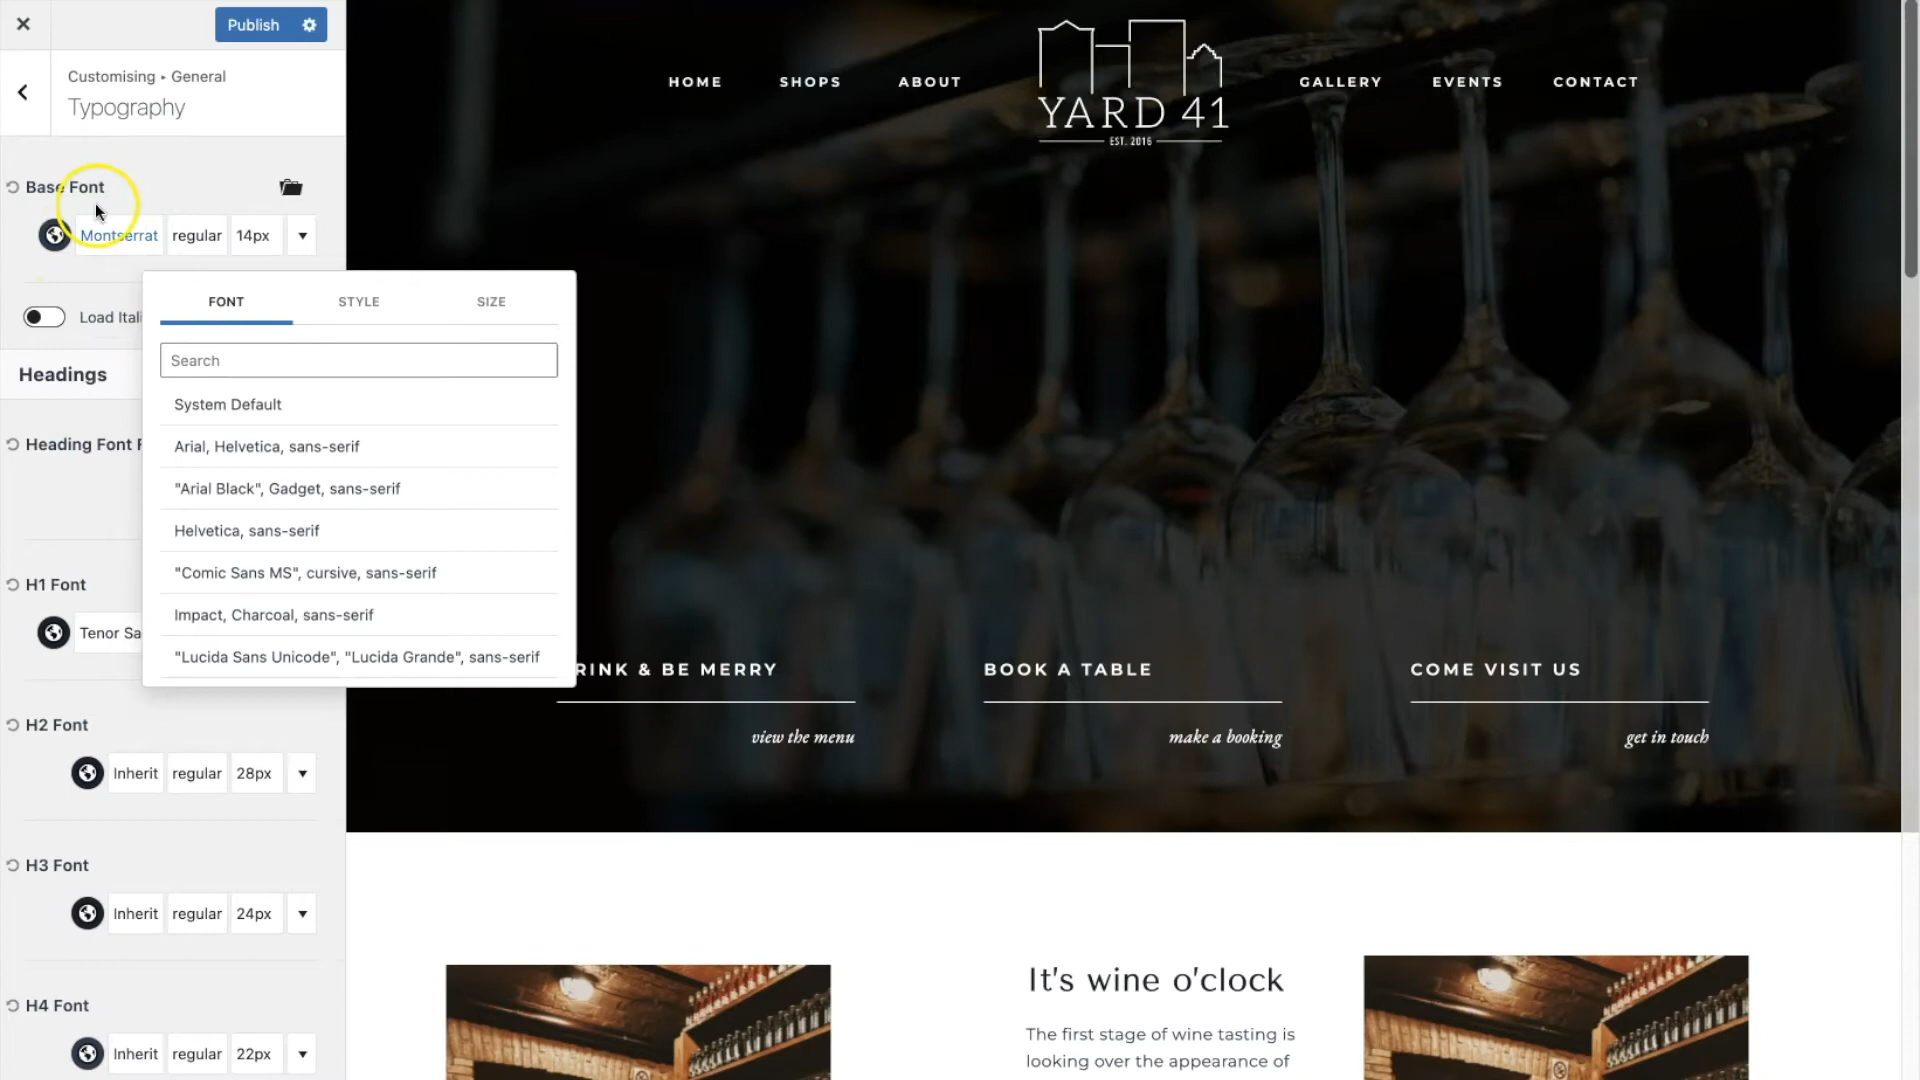 Publish
Customising ▸ General
Typography
Base Font
Montserrat regular 14px
FONT STYLE SIZE
Load Itali
Search
System Default
Headings
Arial, Helvetica, sans-serif
Heading Font F
"Arial Black", Gadget, sans-serif
Helvetica, sans-serif
"Comic Sans MS", cursive, sans-serif
H1 Font
Impact, Charcoal, sans-serif
Tenor Sa
"Lucida Sans Unicode", "Lucida Grande", sans-serif
H2 Font
Inherit regular 28px
H3 Font
Inherit regular 24px
H4 Font
Inherit regular 22px
HOME SHOPS ABOUT
YARD 41
EST. 2016
GALLERY EVENTS CONTACT
RINK & BE MERRY
view the menu
BOOK A TABLE
make a booking
COME VISIT US
get in touch
It's wine o'clock
The first stage of wine tasting is
looking over the appearance of